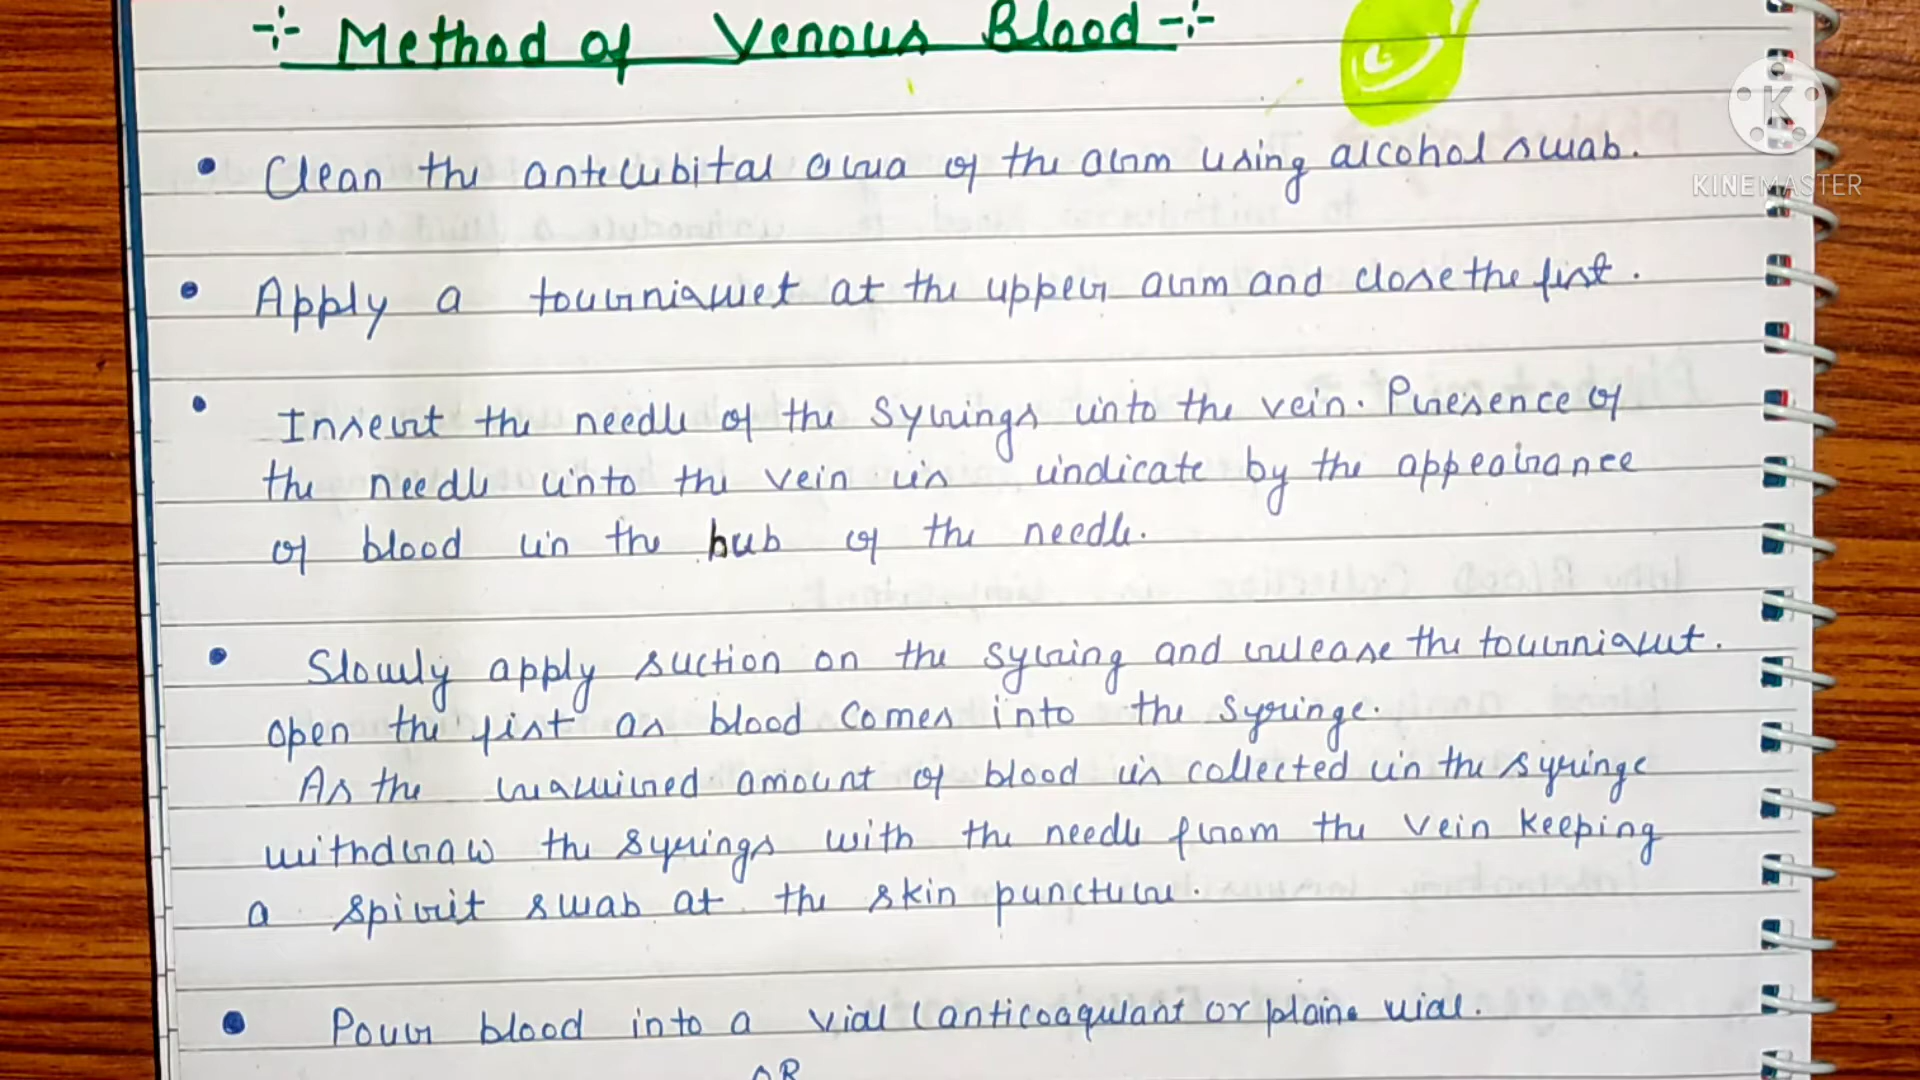 -:- Method of Venous Blood -:-
• Clean the antecubital area of the arm using alcohol swab.
• Apply a tourniquet at the upper arm and close the fist.
• Insert the needle of the Syrings into the vein. Presence of
the needle into the vein is indicate by the appearance
of blood in the hub of the needle.
• Slowly apply suction on the syring and release the tourniquet.
open the fist as blood comes into the syringe.
As the required amount of blood is collected in the syringe
withdraw the syrings with the needle from the vein keeping
a spirit swab at the skin puncture.
• Pour blood into a vial (anticoagulant or plaine vial.
OR
K
KINEMASTER